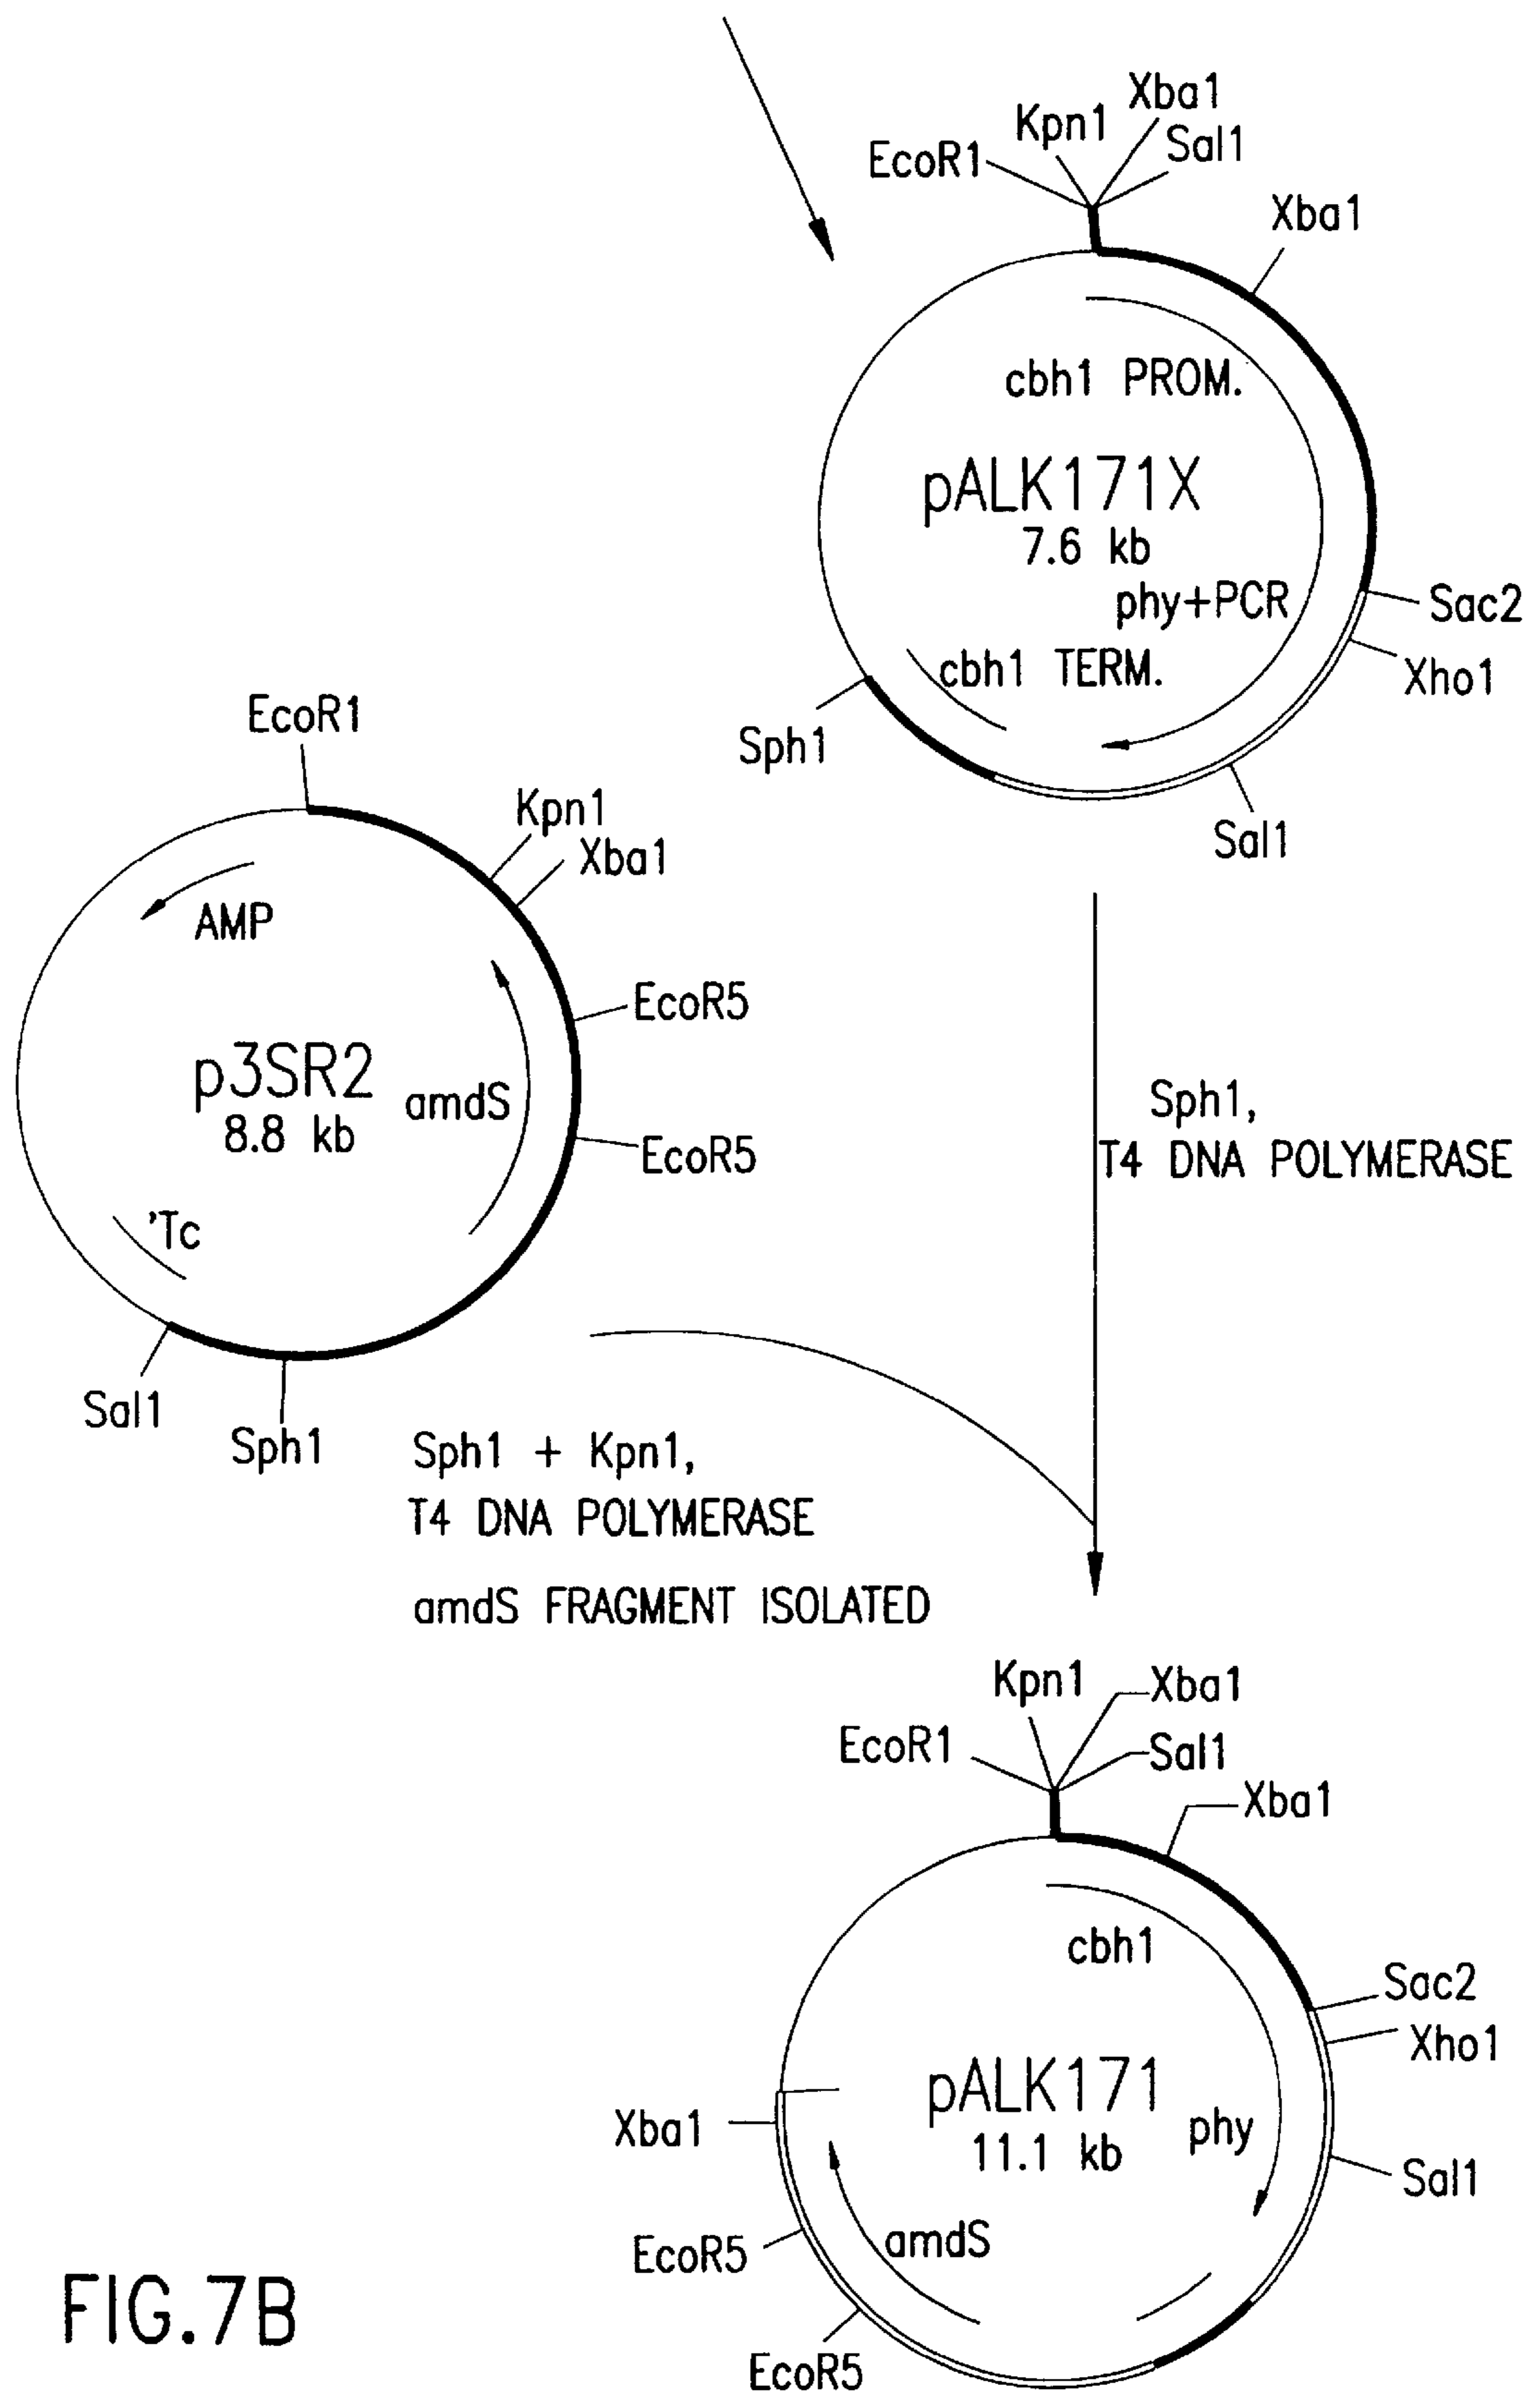 Xba1
Kpn1
Sal1
EcoR1
Xba1
cbh1 PROM.
pALK171X
7.6 kb
phy+PCR
Sac2
cbh1 TERM.
Xho1
Sph1
Sal1
EcoR1
Kpn1
Xba1
AMP
EcoR5
p3SR2
amdS
8.8 kb
EcoR5
'Tc
Sal1
Sph1
Sph1,
T4 DNA POLYMERASE
Sph1 + Kpn1,
T4 DNA POLYMERASE
amdS FRAGMENT ISOLATED
Kpn1
Xba1
EcoR1
Sal1
Xba1
cbh1
Sac2
Xho1
pALK171
11.1 kb
phy
Xba1
Sal1
amdS
EcoR5
EcoR5
FIG.7B